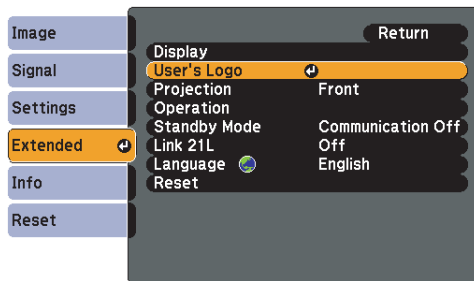 Image
Signal
Settings
Extended
Info
Reset
Return
Display
User's Logo
Projection Front
Operation
Standby Mode Communication Off
Link 21L Off
Language English
Reset